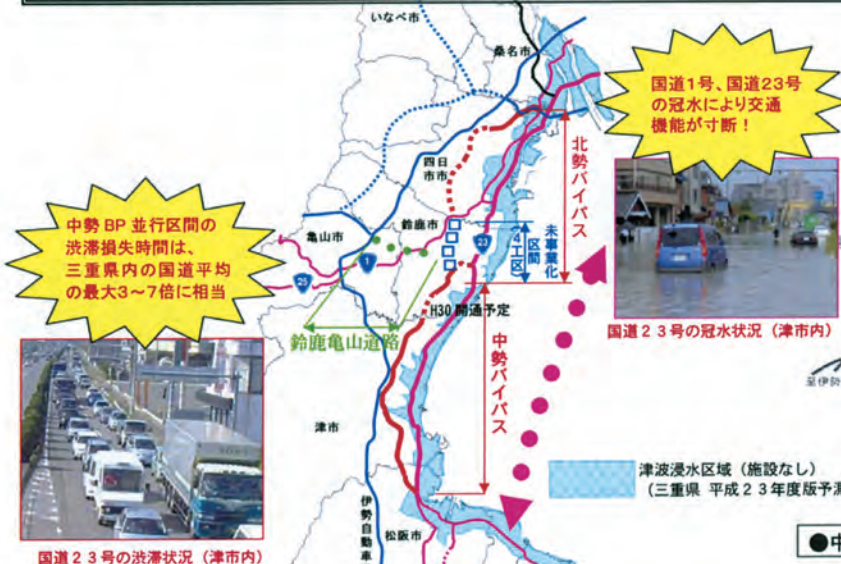 いなべ市
桑名市
国道1号、国道23号
の冠水により交通
機能が寸断！
四日
市市
北勢バイパス
中勢 BP 並行区間の
渋滞損失時間は、
三重県内の国道平均
の最大3～7倍に相当
亀山市
鈴鹿市
23
未事業化
区間
（4工区）
1
25
H30 開通予定
鈴鹿亀山道路
国道２３号の冠水状況（津市内）
至伊勢
中勢バイパス
津市
津波浸水区域（施設なし）
（三重県 平成２３年度版予測
伊勢自動車
松阪市
●中
国道２３号の渋滞状況（津市内）